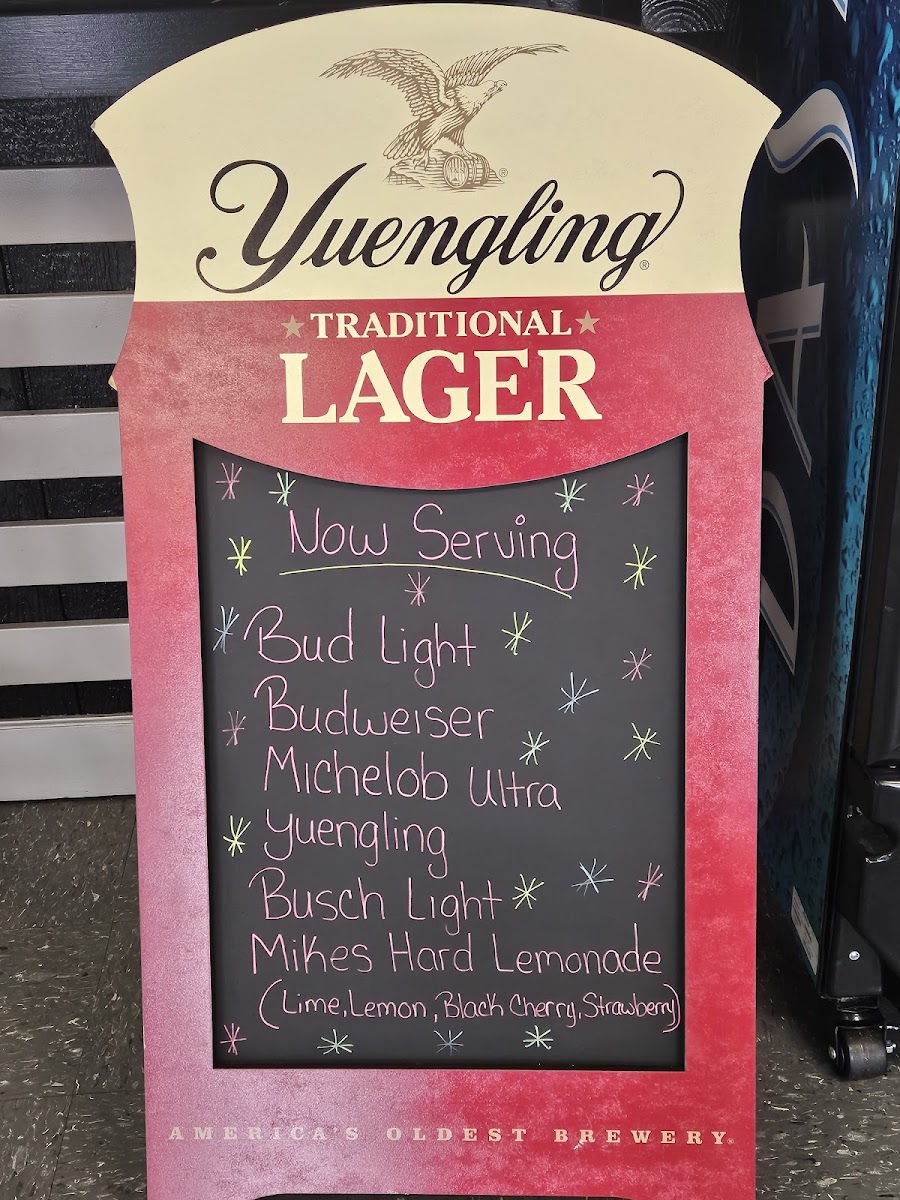 Yuengling®
TRADITIONAL
LAGER
Now Serving
Bud Light
Budweiser
Michelob Ultra
Yuengling
Busch Light
Mikes Hard Lemonade
(Lime, Lemon, Black Cherry, Strawberry)
AMERICA'S OLDEST BREWERY®